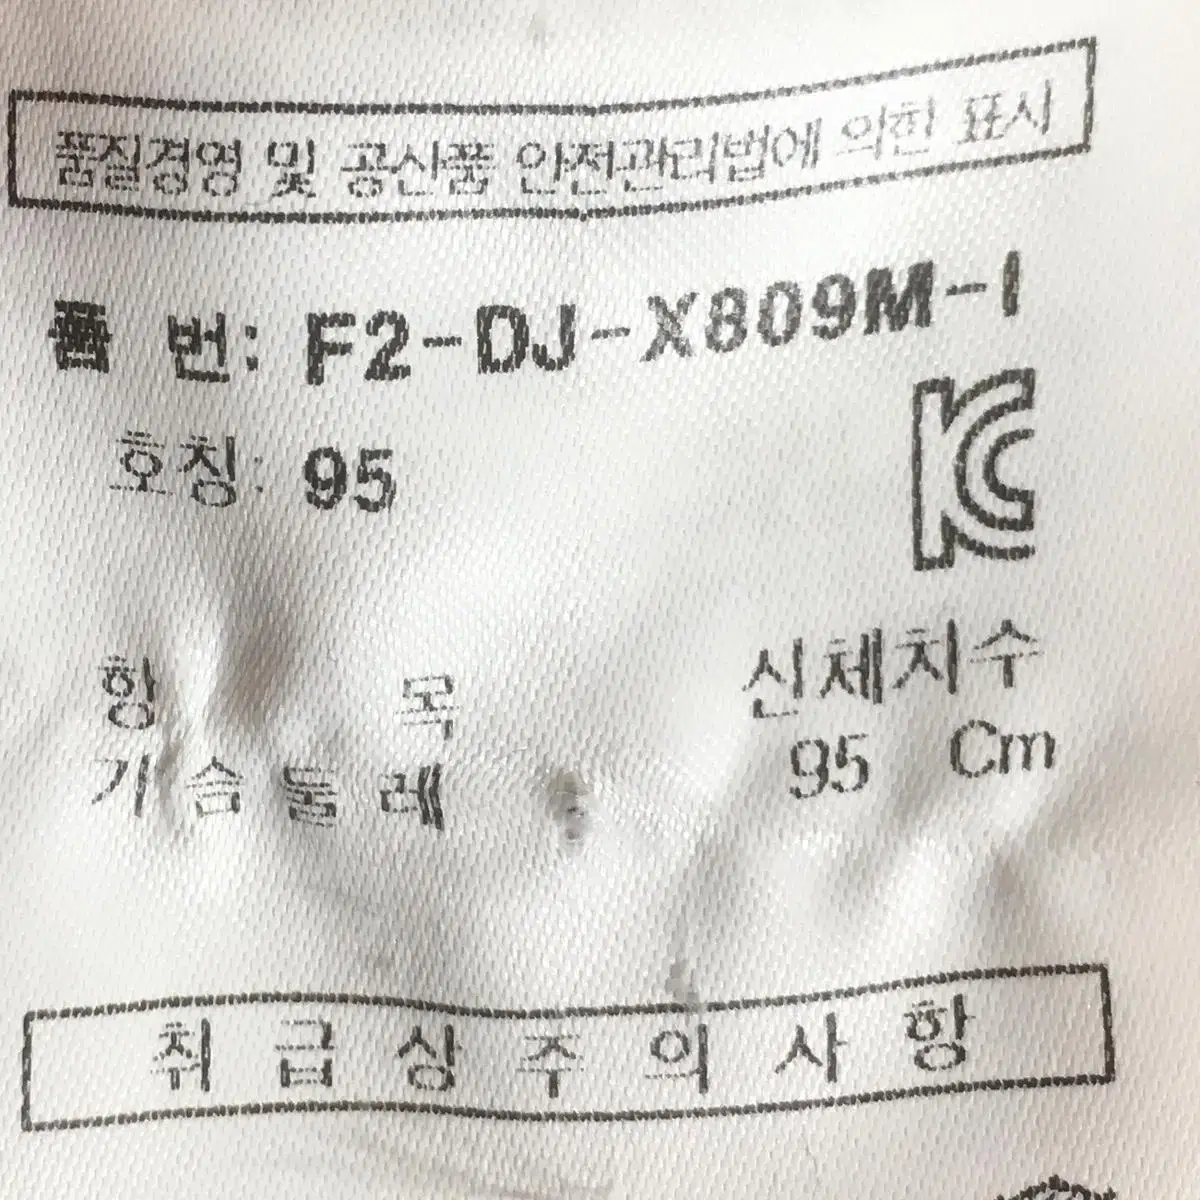 품질경영 및 공산품 안전관리법에 의한 표시
품 번: F2-DJ-X809M-1
호칭: 95
KC
항 목 신체치수
가슴둘레 95 Cm
취급상주의사항